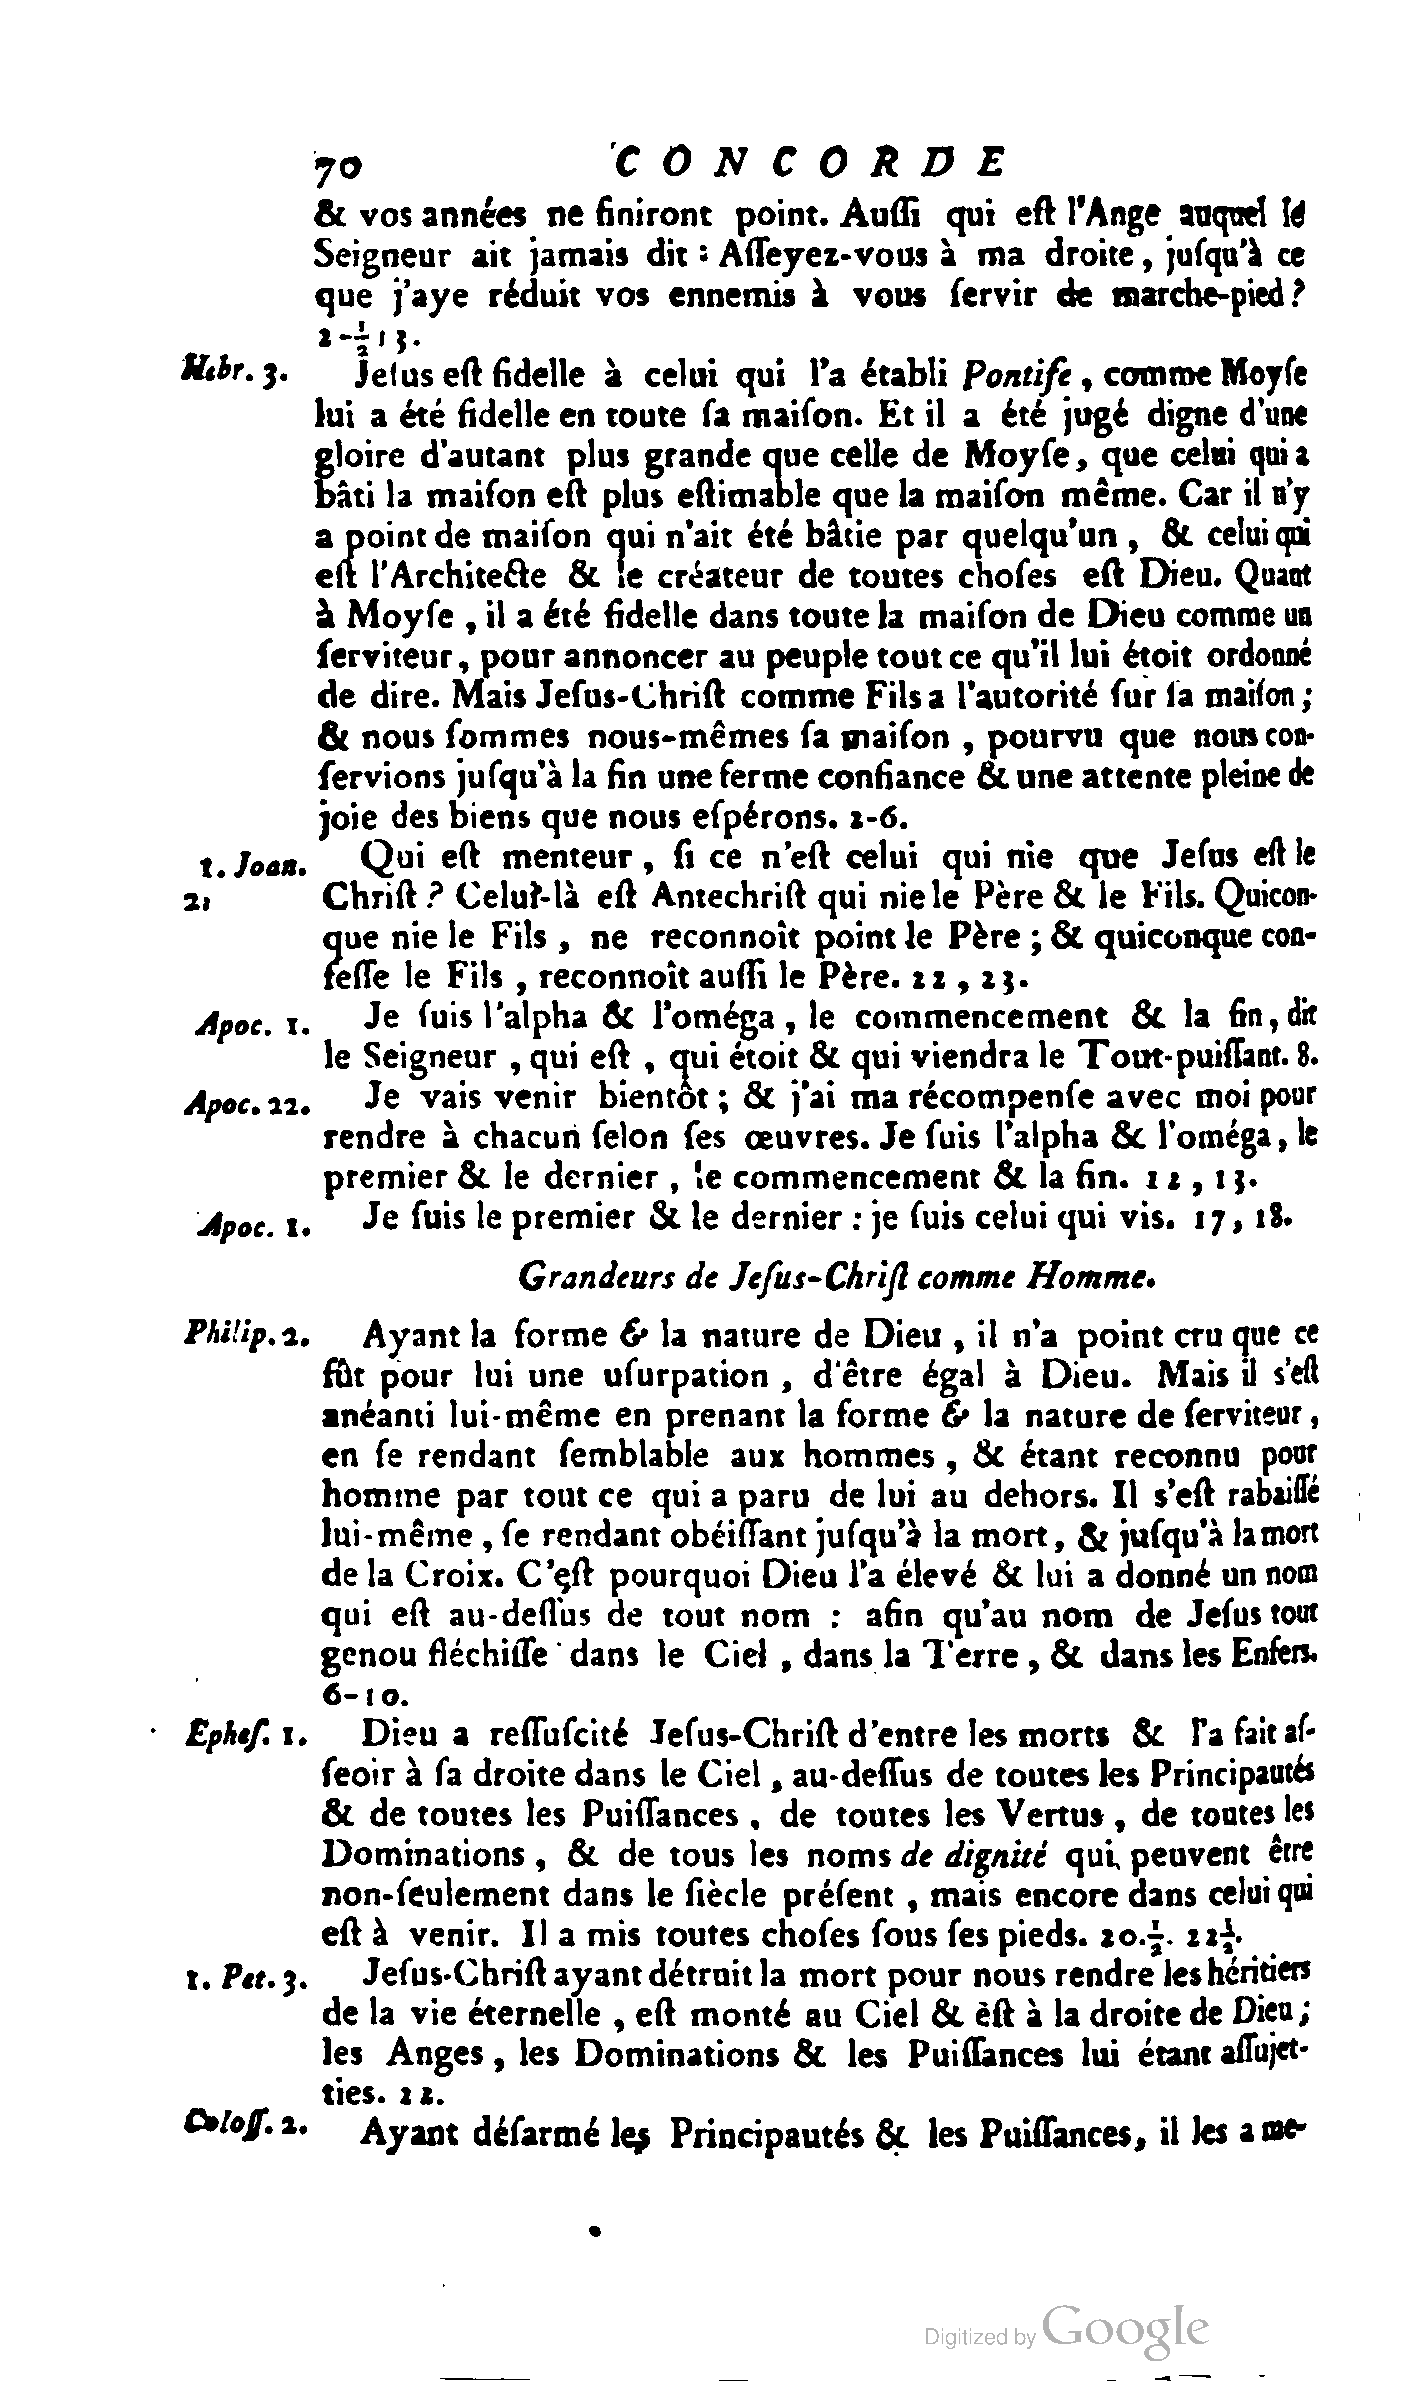 70 CONCORDE
& vos années ne finiront point. Auſſi qui eſt l'Ange auquel le
Seigneur ait jamais dit : Aſſeyez-vous à ma droite, juſqu'à ce
que j'aye réduit vos ennemis à vous ſervir de marche-pied ?
2-½ 13.
Hebr. 3. Jeſus eſt fidelle à celui qui l'a établi Pontife, comme Moyſe
lui a été fidelle en toute ſa maiſon. Et il a été jugé digne d'une
gloire d'autant plus grande que celle de Moyſe, que celui qui a
bâti la maiſon eſt plus eſtimable que la maiſon même. Car il n'y
a point de maiſon qui n'ait été bâtie par quelqu'un, & celui qui
eſt l'Architecte & le créateur de toutes choſes eſt Dieu. Quant
à Moyſe, il a été fidelle dans toute la maiſon de Dieu comme un
ſerviteur, pour annoncer au peuple tout ce qu'il lui étoit ordonné
de dire. Mais Jeſus-Chriſt comme Fils a l'autorité ſur ſa maiſon ;
& nous ſommes nous-mêmes ſa maiſon, pourvu que nous con-
ſervions juſqu'à la fin une ferme confiance & une attente pleine de
joie des biens que nous eſpérons. 2-6.
1. Joan. Qui eſt menteur, ſi ce n'eſt celui qui nie que Jeſus eſt le
2, Chriſt ? Celui-là eſt Antechriſt qui nie le Père & le Fils. Quicon-
que nie le Fils, ne reconnoît point le Père ; & quiconque con-
feſſe le Fils, reconnoît auſſi le Père. 22, 23.
Apoc. 1. Je ſuis l'alpha & l'oméga, le commencement & la fin, dit
le Seigneur, qui eſt, qui étoit & qui viendra le Tout-puiſſant. 8.
Apoc. 22. Je vais venir bientôt ; & j'ai ma récompenſe avec moi pour
rendre à chacun ſelon ſes œuvres. Je ſuis l'alpha & l'oméga, le
premier & le dernier, le commencement & la fin. 12, 13.
Apoc. 1. Je ſuis le premier & le dernier : je ſuis celui qui vis. 17, 18.
Grandeurs de Jeſus-Chriſt comme Homme.
Philip. 2. Ayant la forme & la nature de Dieu, il n'a point cru que ce
fût pour lui une uſurpation, d'être égal à Dieu. Mais il s'eſt
anéanti lui-même en prenant la forme & la nature de ſerviteur,
en ſe rendant ſemblable aux hommes, & étant reconnu pour
homme par tout ce qui a paru de lui au dehors. Il s'eſt rabaiſſé
lui-même, ſe rendant obéiſſant juſqu'à la mort, & juſqu'à la mort
de la Croix. C'eſt pourquoi Dieu l'a élevé & lui a donné un nom
qui eſt au-deſſus de tout nom : afin qu'au nom de Jeſus tout
genou fléchiſſe dans le Ciel, dans la Terre, & dans les Enfers.
6-10.
Epheſ. 1. Dieu a reſſuſcité Jeſus-Chriſt d'entre les morts & l'a fait aſ-
ſeoir à ſa droite dans le Ciel, au-deſſus de toutes les Principautés
& de toutes les Puiſſances, de toutes les Vertus, de toutes les
Dominations, & de tous les noms de dignité qui peuvent être
non-ſeulement dans le ſiècle préſent, mais encore dans celui qui
eſt à venir. Il a mis toutes choſes ſous ſes pieds. 20.½. 22½.
1. Pet. 3. Jeſus-Chriſt ayant détruit la mort pour nous rendre les héritiers
de la vie éternelle, eſt monté au Ciel & eſt à la droite de Dieu ;
les Anges, les Dominations & les Puiſſances lui étant aſſujet-
ties. 22.
Coloſſ. 2. Ayant déſarmé les Principautés & les Puiſſances, il les a me-
Digitized by Google